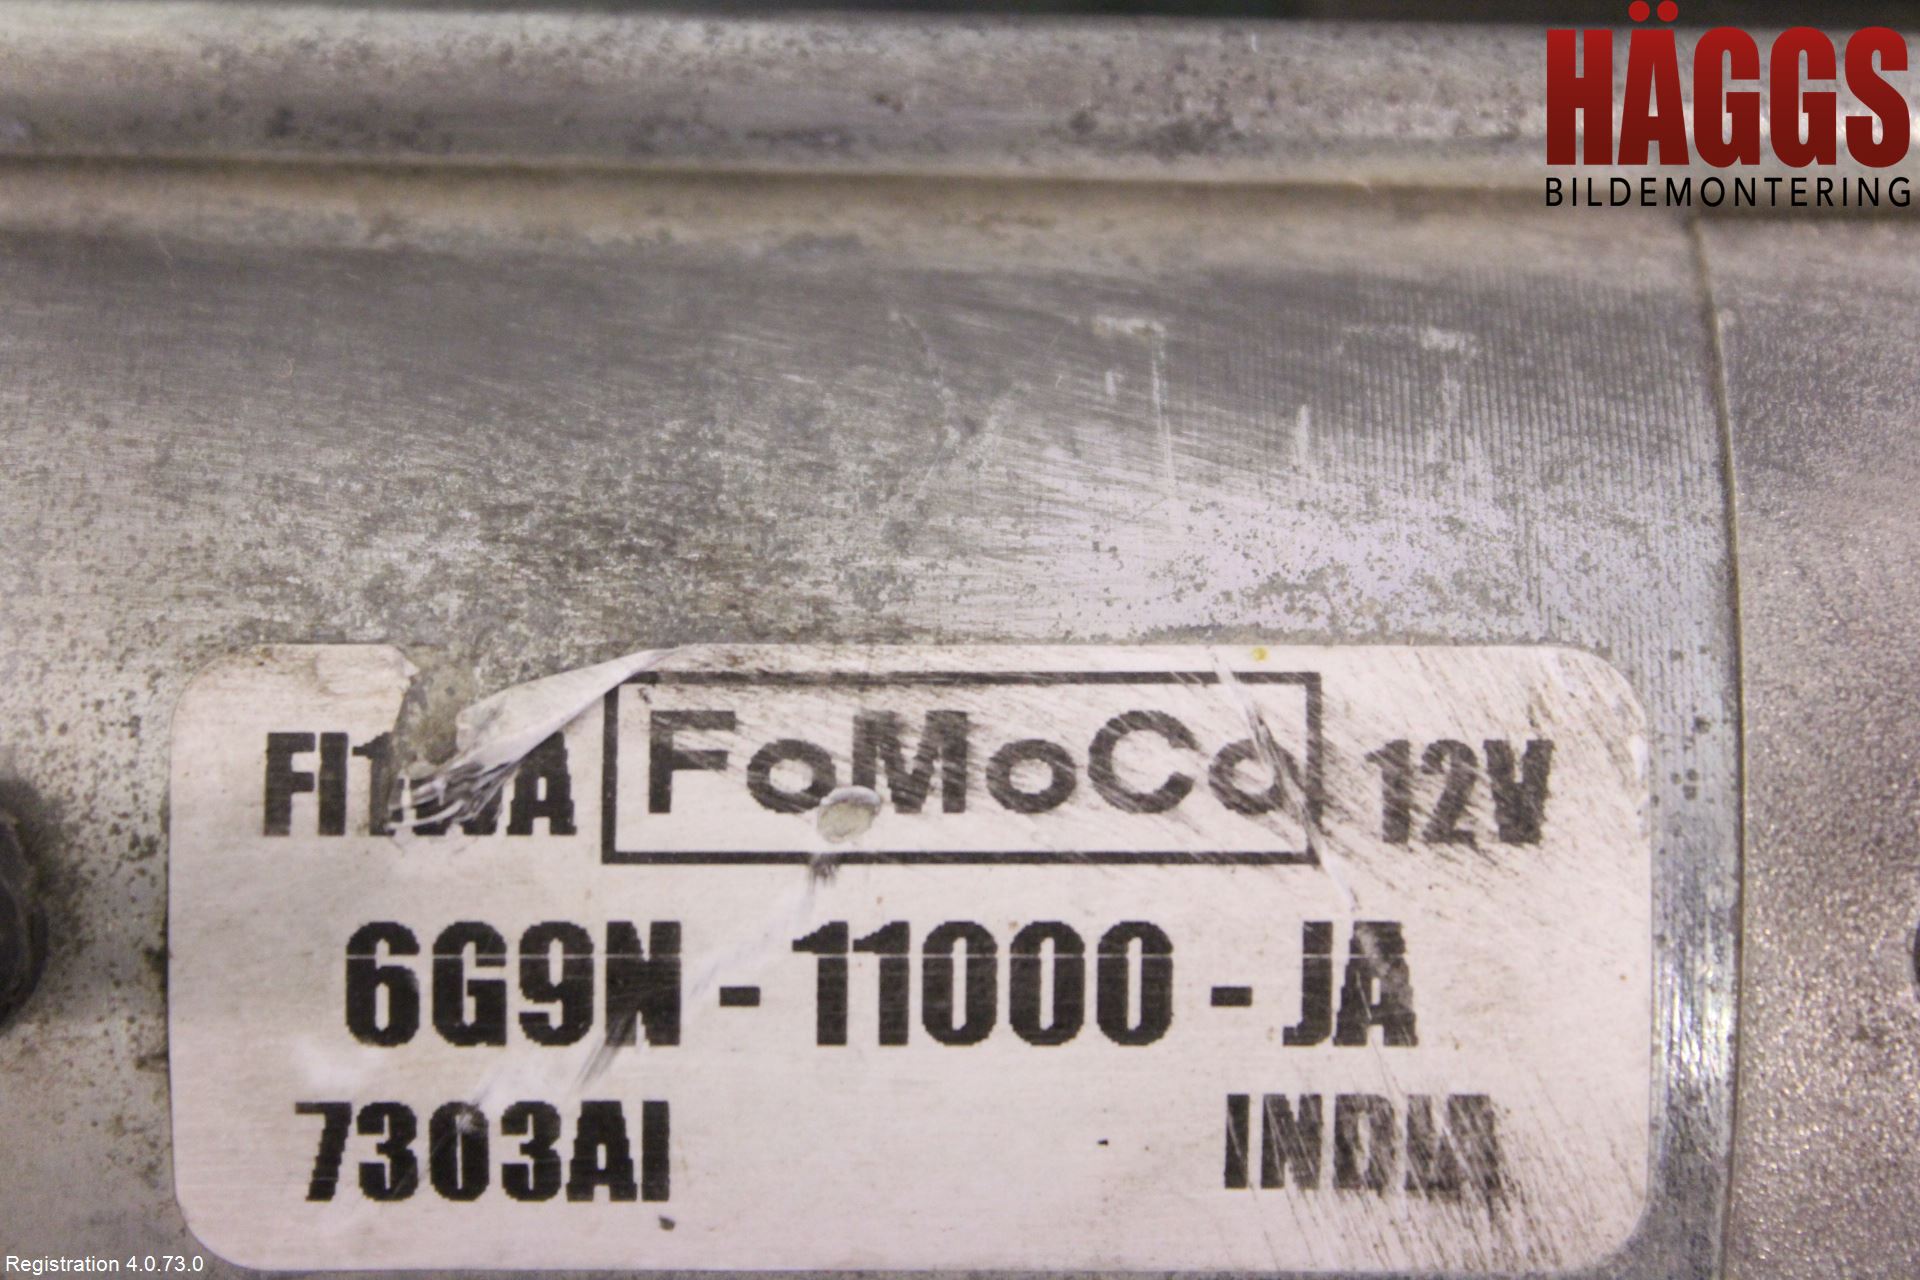 HÄGGS
BILDEMONTERING
FoMoCo 12V
6G9N - 11000 - JA
7303AI INDIA
Registration 4.0.73.0